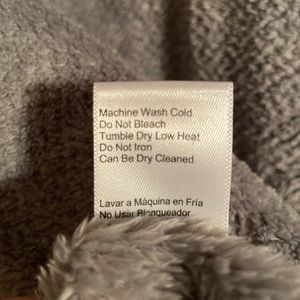 Machine Wash Cold
Do Not Bleach
Tumble Dry Low Heat
Do Not Iron
Can Be Dry Cleaned
Lavar a Máquina en Fría
No Usar Blanqueador